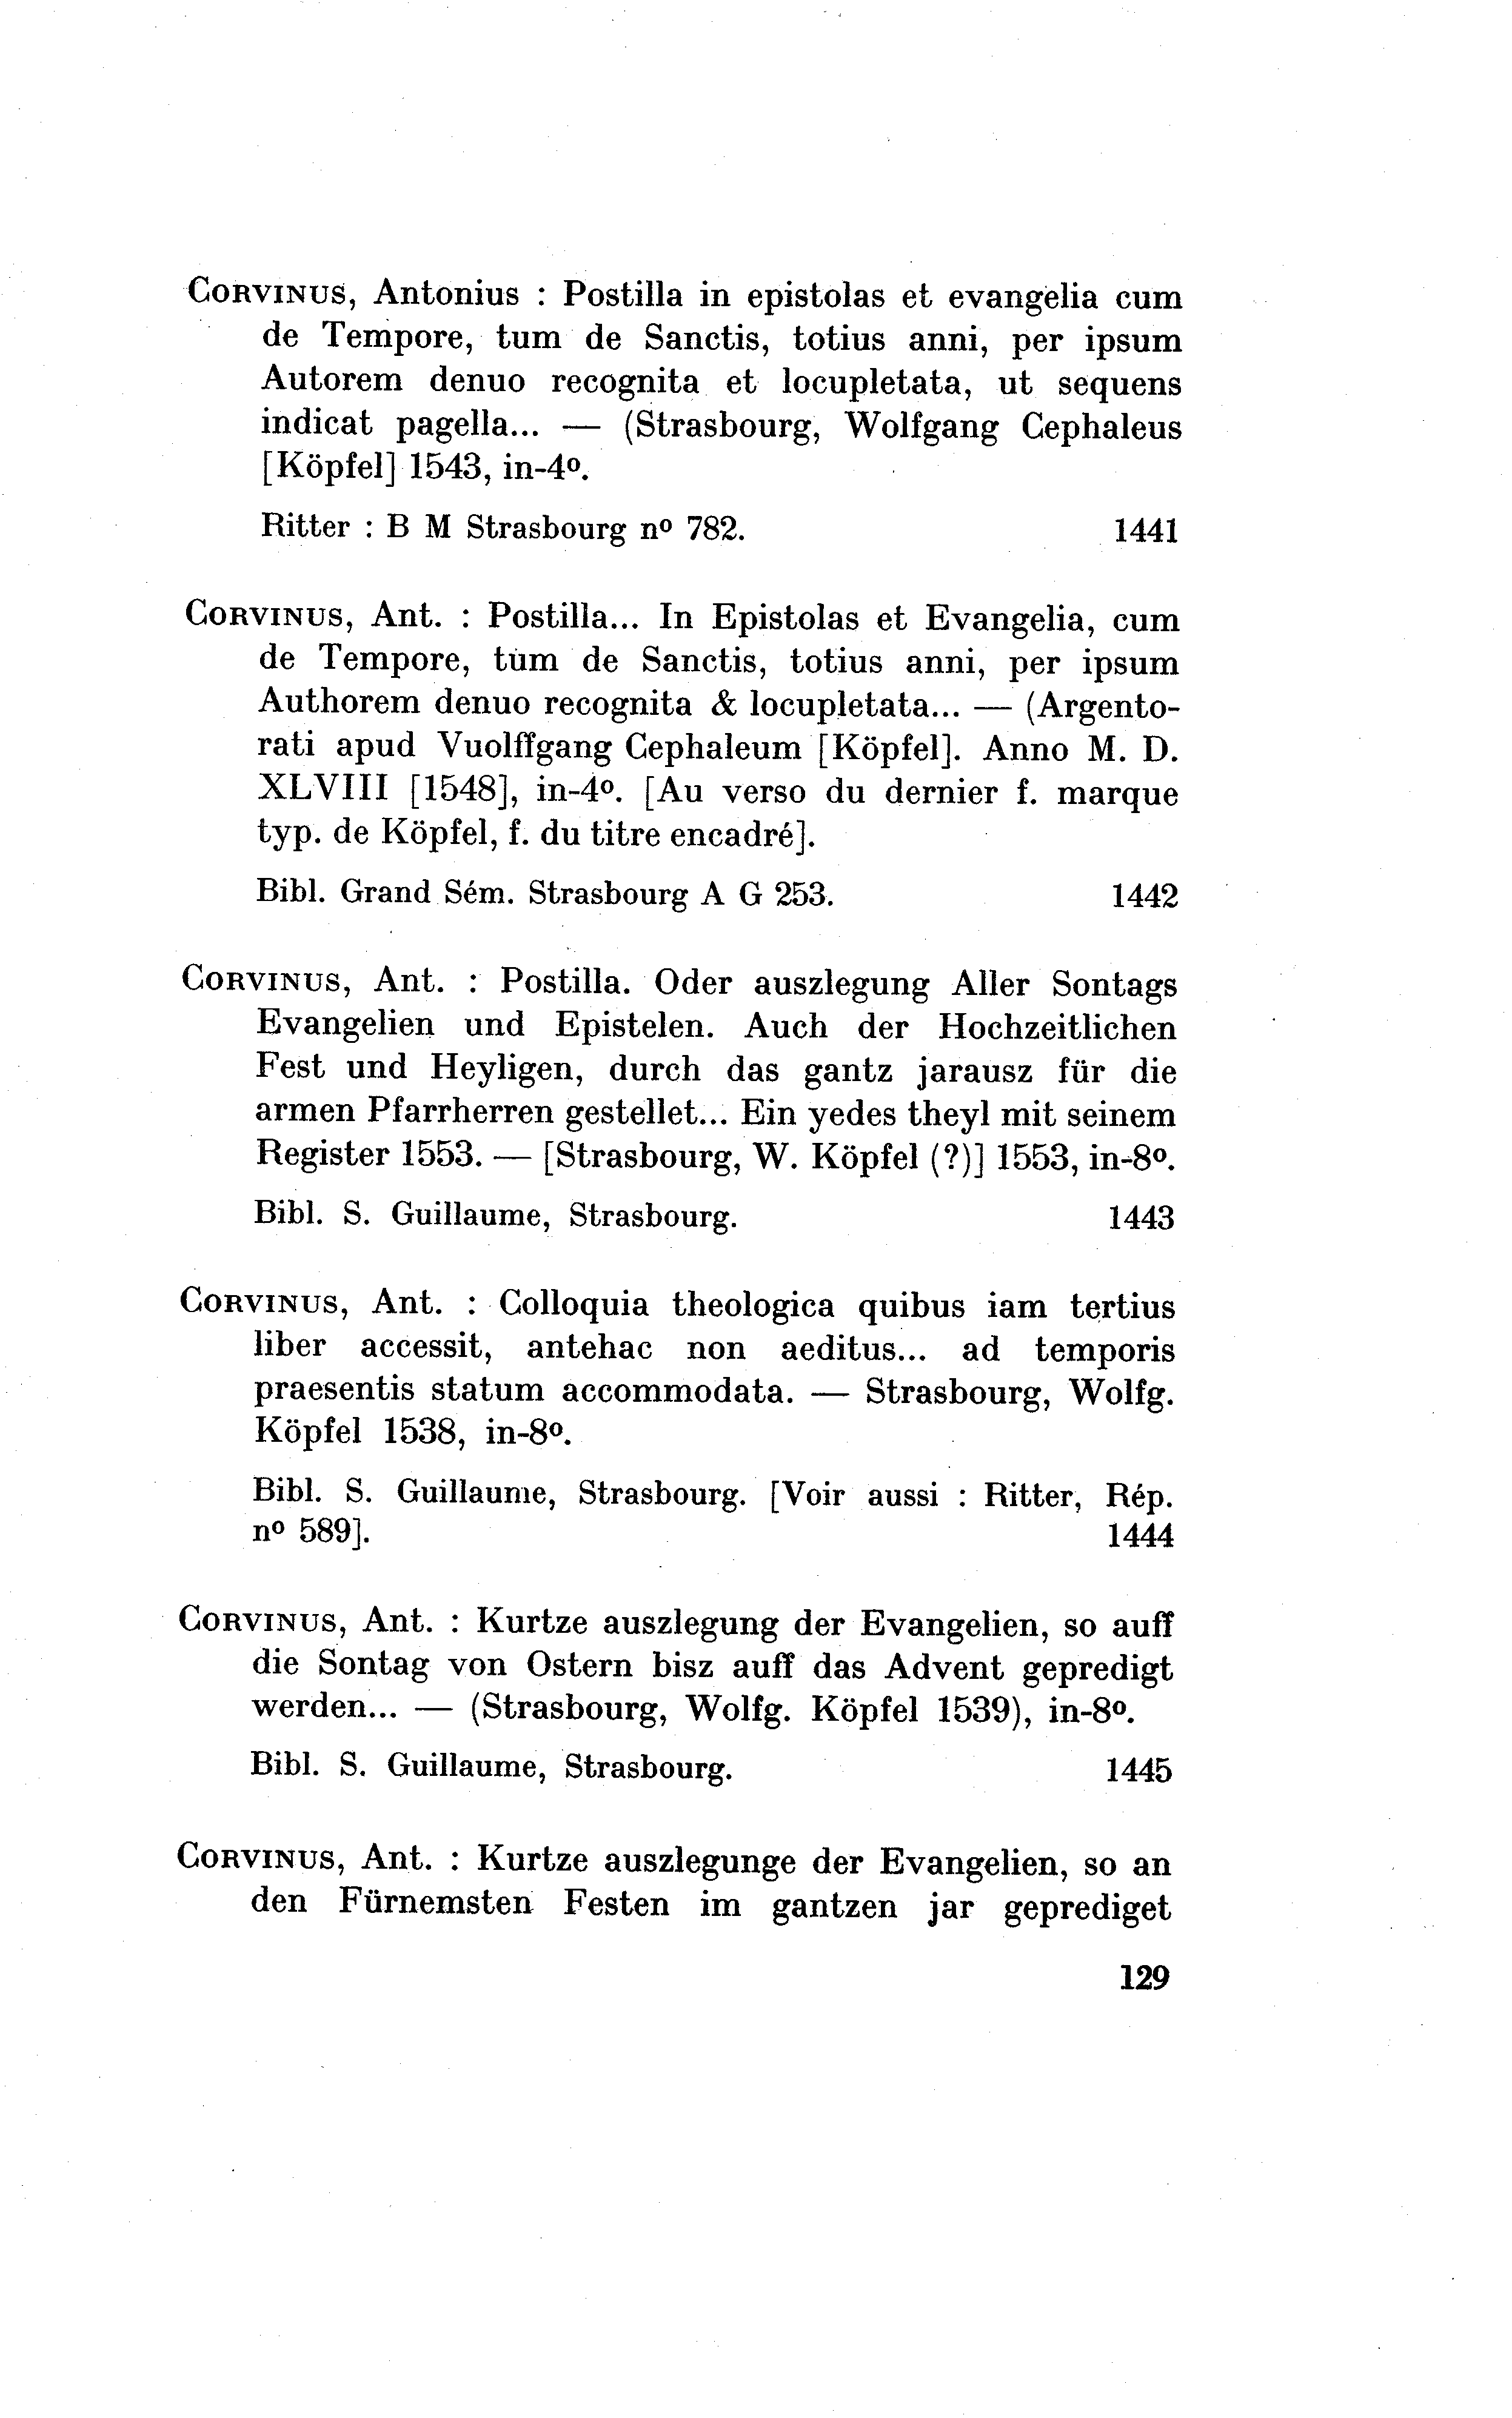 CORVINUS, Antonius : Postilla in epistolas et evangelia cum
de Tempore, tum de Sanctis, totius anni, per ipsum
Autorem denuo recognita et locupletata, ut sequens
indicat pagella... — (Strasbourg, Wolfgang Cephaleus
[Köpfel] 1543, in-4º.
Ritter : B M Strasbourg nº 782. 1441
CORVINUS, Ant. : Postilla... In Epistolas et Evangelia, cum
de Tempore, tum de Sanctis, totius anni, per ipsum
Authorem denuo recognita & locupletata... — (Argento-
rati apud Vuolffgang Cephaleum [Köpfel]. Anno M. D.
XLVIII [1548], in-4º. [Au verso du dernier f. marque
typ. de Köpfel, f. du titre encadré].
Bibl. Grand Sém. Strasbourg A G 253. 1442
CORVINUS, Ant. : Postilla. Oder auszlegung Aller Sontags
Evangelien und Epistelen. Auch der Hochzeitlichen
Fest und Heyligen, durch das gantz jarausz für die
armen Pfarrherren gestellet... Ein yedes theyl mit seinem
Register 1553. — [Strasbourg, W. Köpfel (?)] 1553, in-8º.
Bibl. S. Guillaume, Strasbourg. 1443
CORVINUS, Ant. : Colloquia theologica quibus iam tertius
liber accessit, antehac non aeditus... ad temporis
praesentis statum accommodata. — Strasbourg, Wolfg.
Köpfel 1538, in-8º.
Bibl. S. Guillaume, Strasbourg. [Voir aussi : Ritter, Rép.
nº 589]. 1444
CORVINUS, Ant. : Kurtze auszlegung der Evangelien, so auff
die Sontag von Ostern bisz auff das Advent gepredigt
werden... — (Strasbourg, Wolfg. Köpfel 1539), in-8º.
Bibl. S. Guillaume, Strasbourg. 1445
CORVINUS, Ant. : Kurtze auszlegunge der Evangelien, so an
den Fürnemsten Festen im gantzen jar geprediget
129